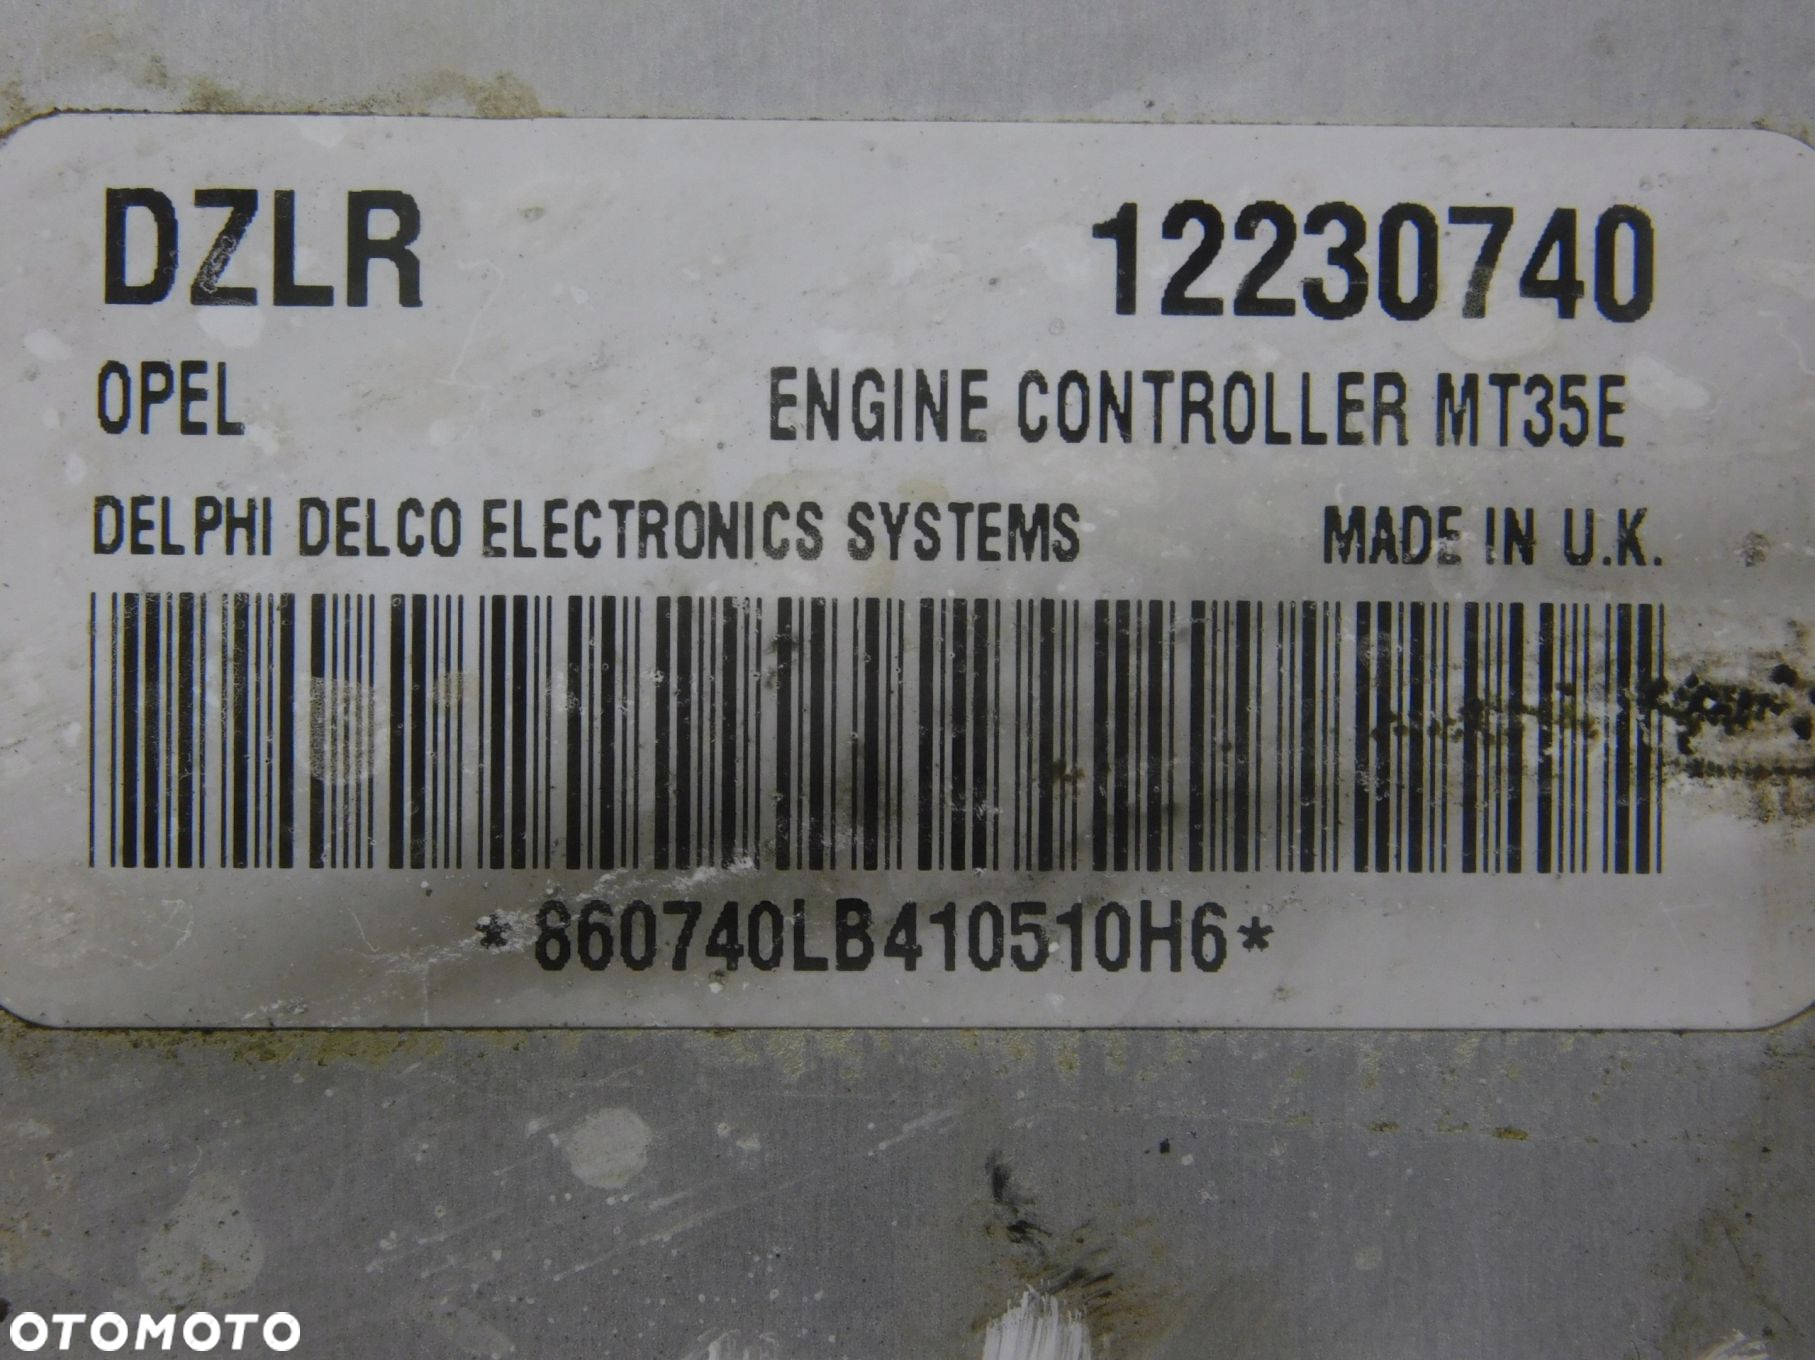 DZLR 12230740
OPEL ENGINE CONTROLLER MT35E
DELPHI DELCO ELECTRONICS SYSTEMS MADE IN U.K.
*860740LB410510H6*
OTOMOTO